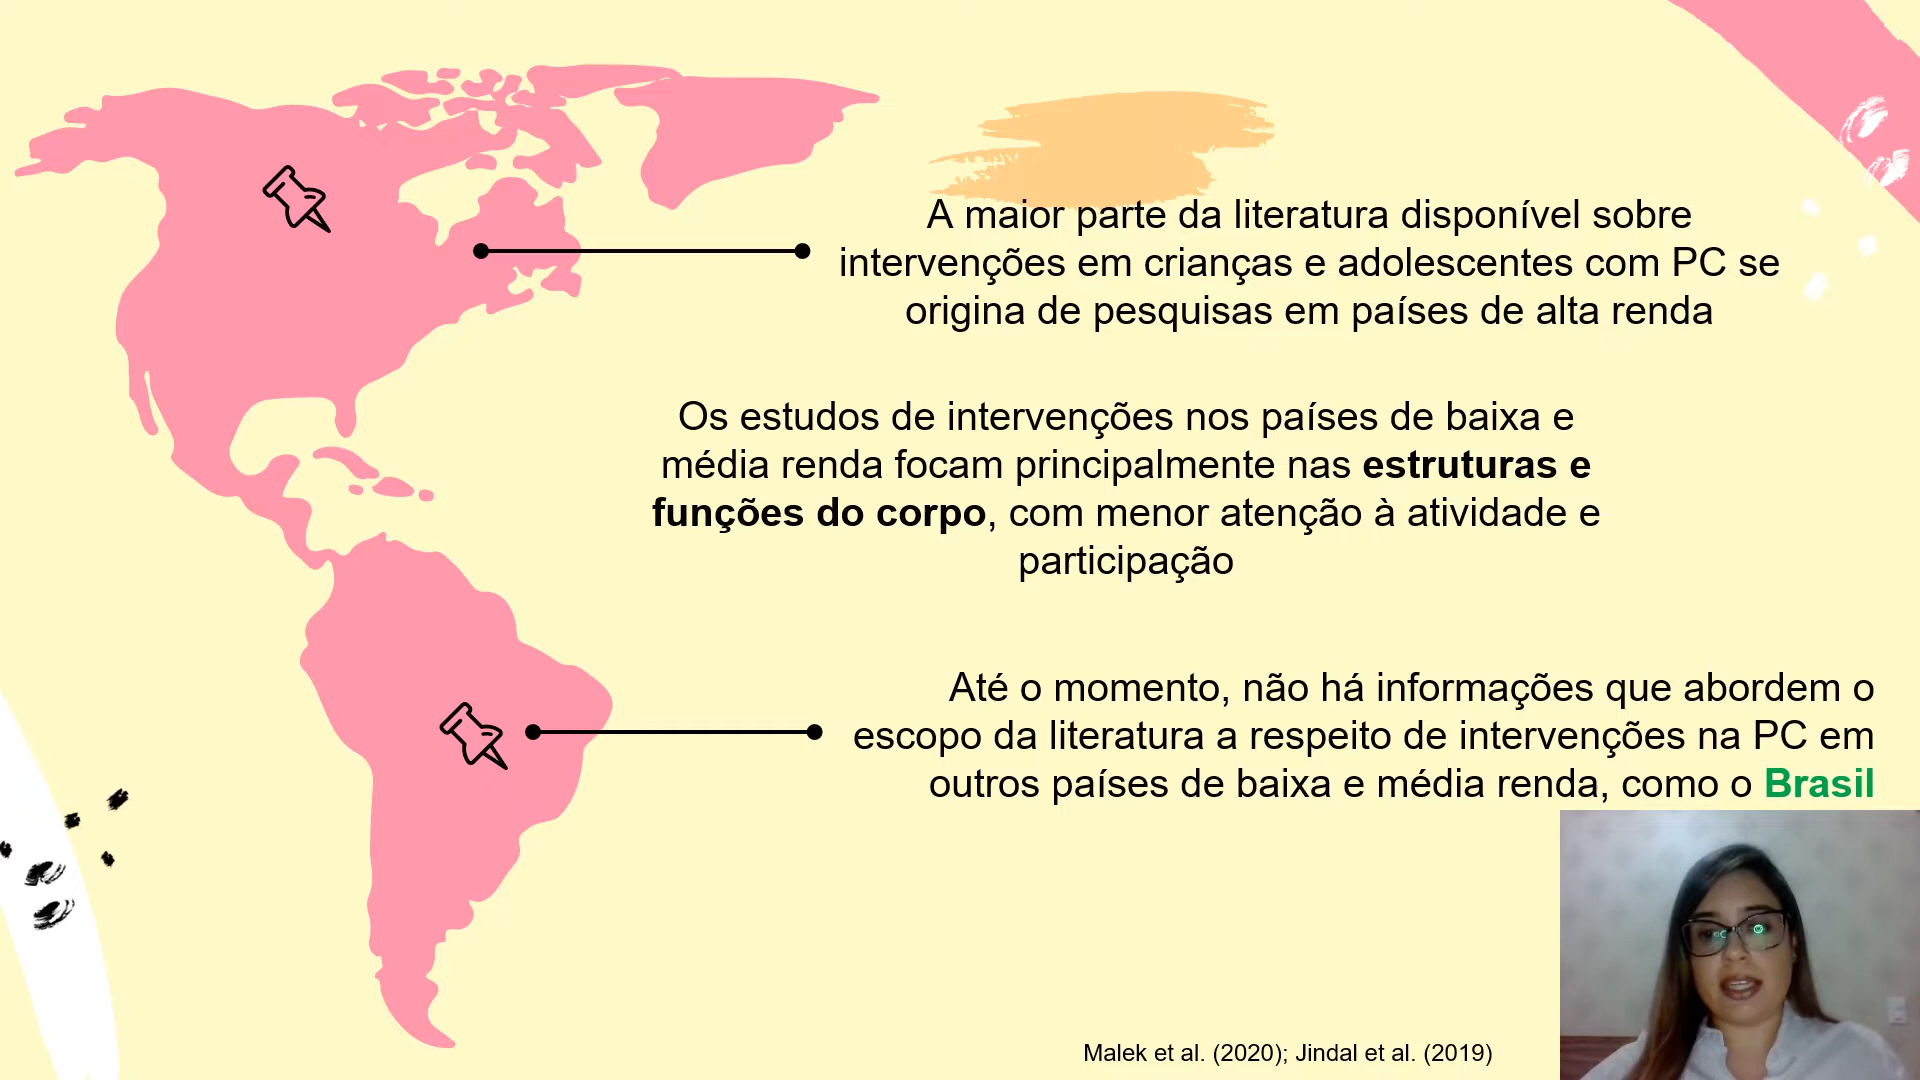 A maior parte da literatura disponível sobre
intervenções em crianças e adolescentes com PC se
origina de pesquisas em países de alta renda
Os estudos de intervenções nos países de baixa e
média renda focam principalmente nas estruturas e
funções do corpo, com menor atenção à atividade e
participação
Até o momento, não há informações que abordem o
escopo da literatura a respeito de intervenções na PC em
outros países de baixa e média renda, como o Brasil
Malek et al. (2020); Jindal et al. (2019)